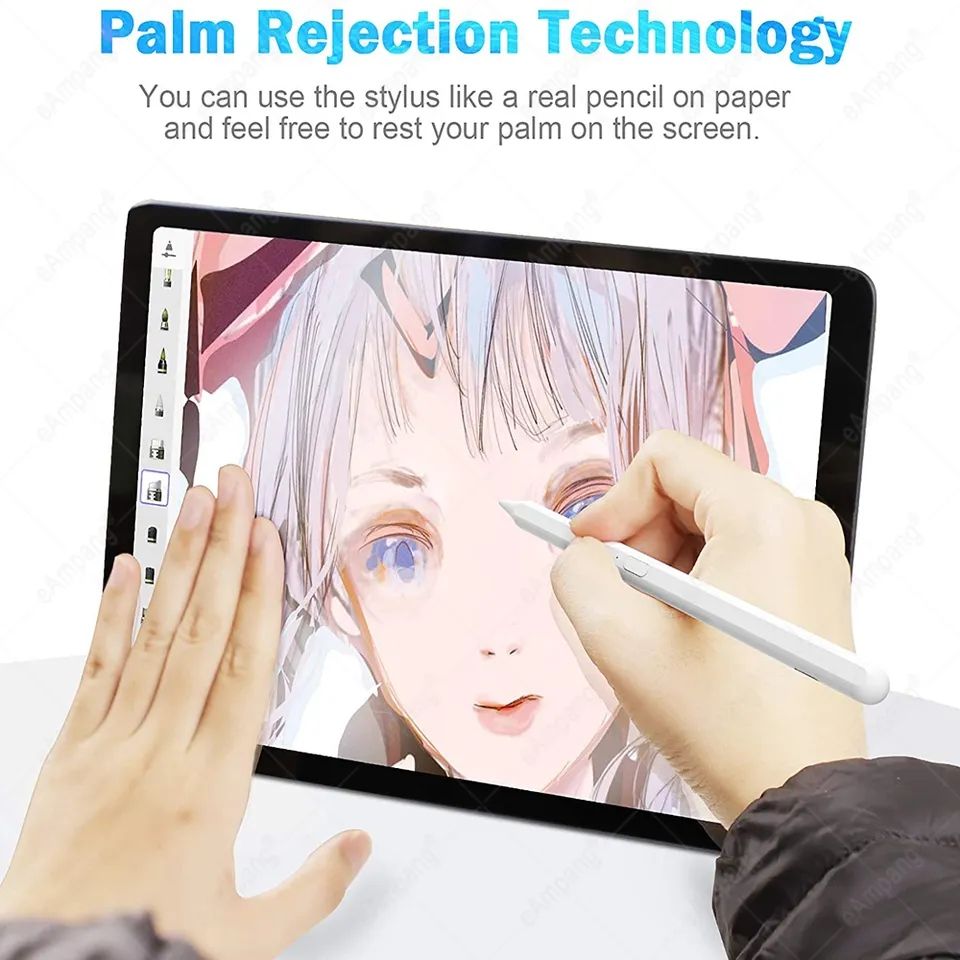 Palm Rejection Technology
You can use the stylus like a real pencil on paper
and feel free to rest your palm on the screen.
eAmpang®